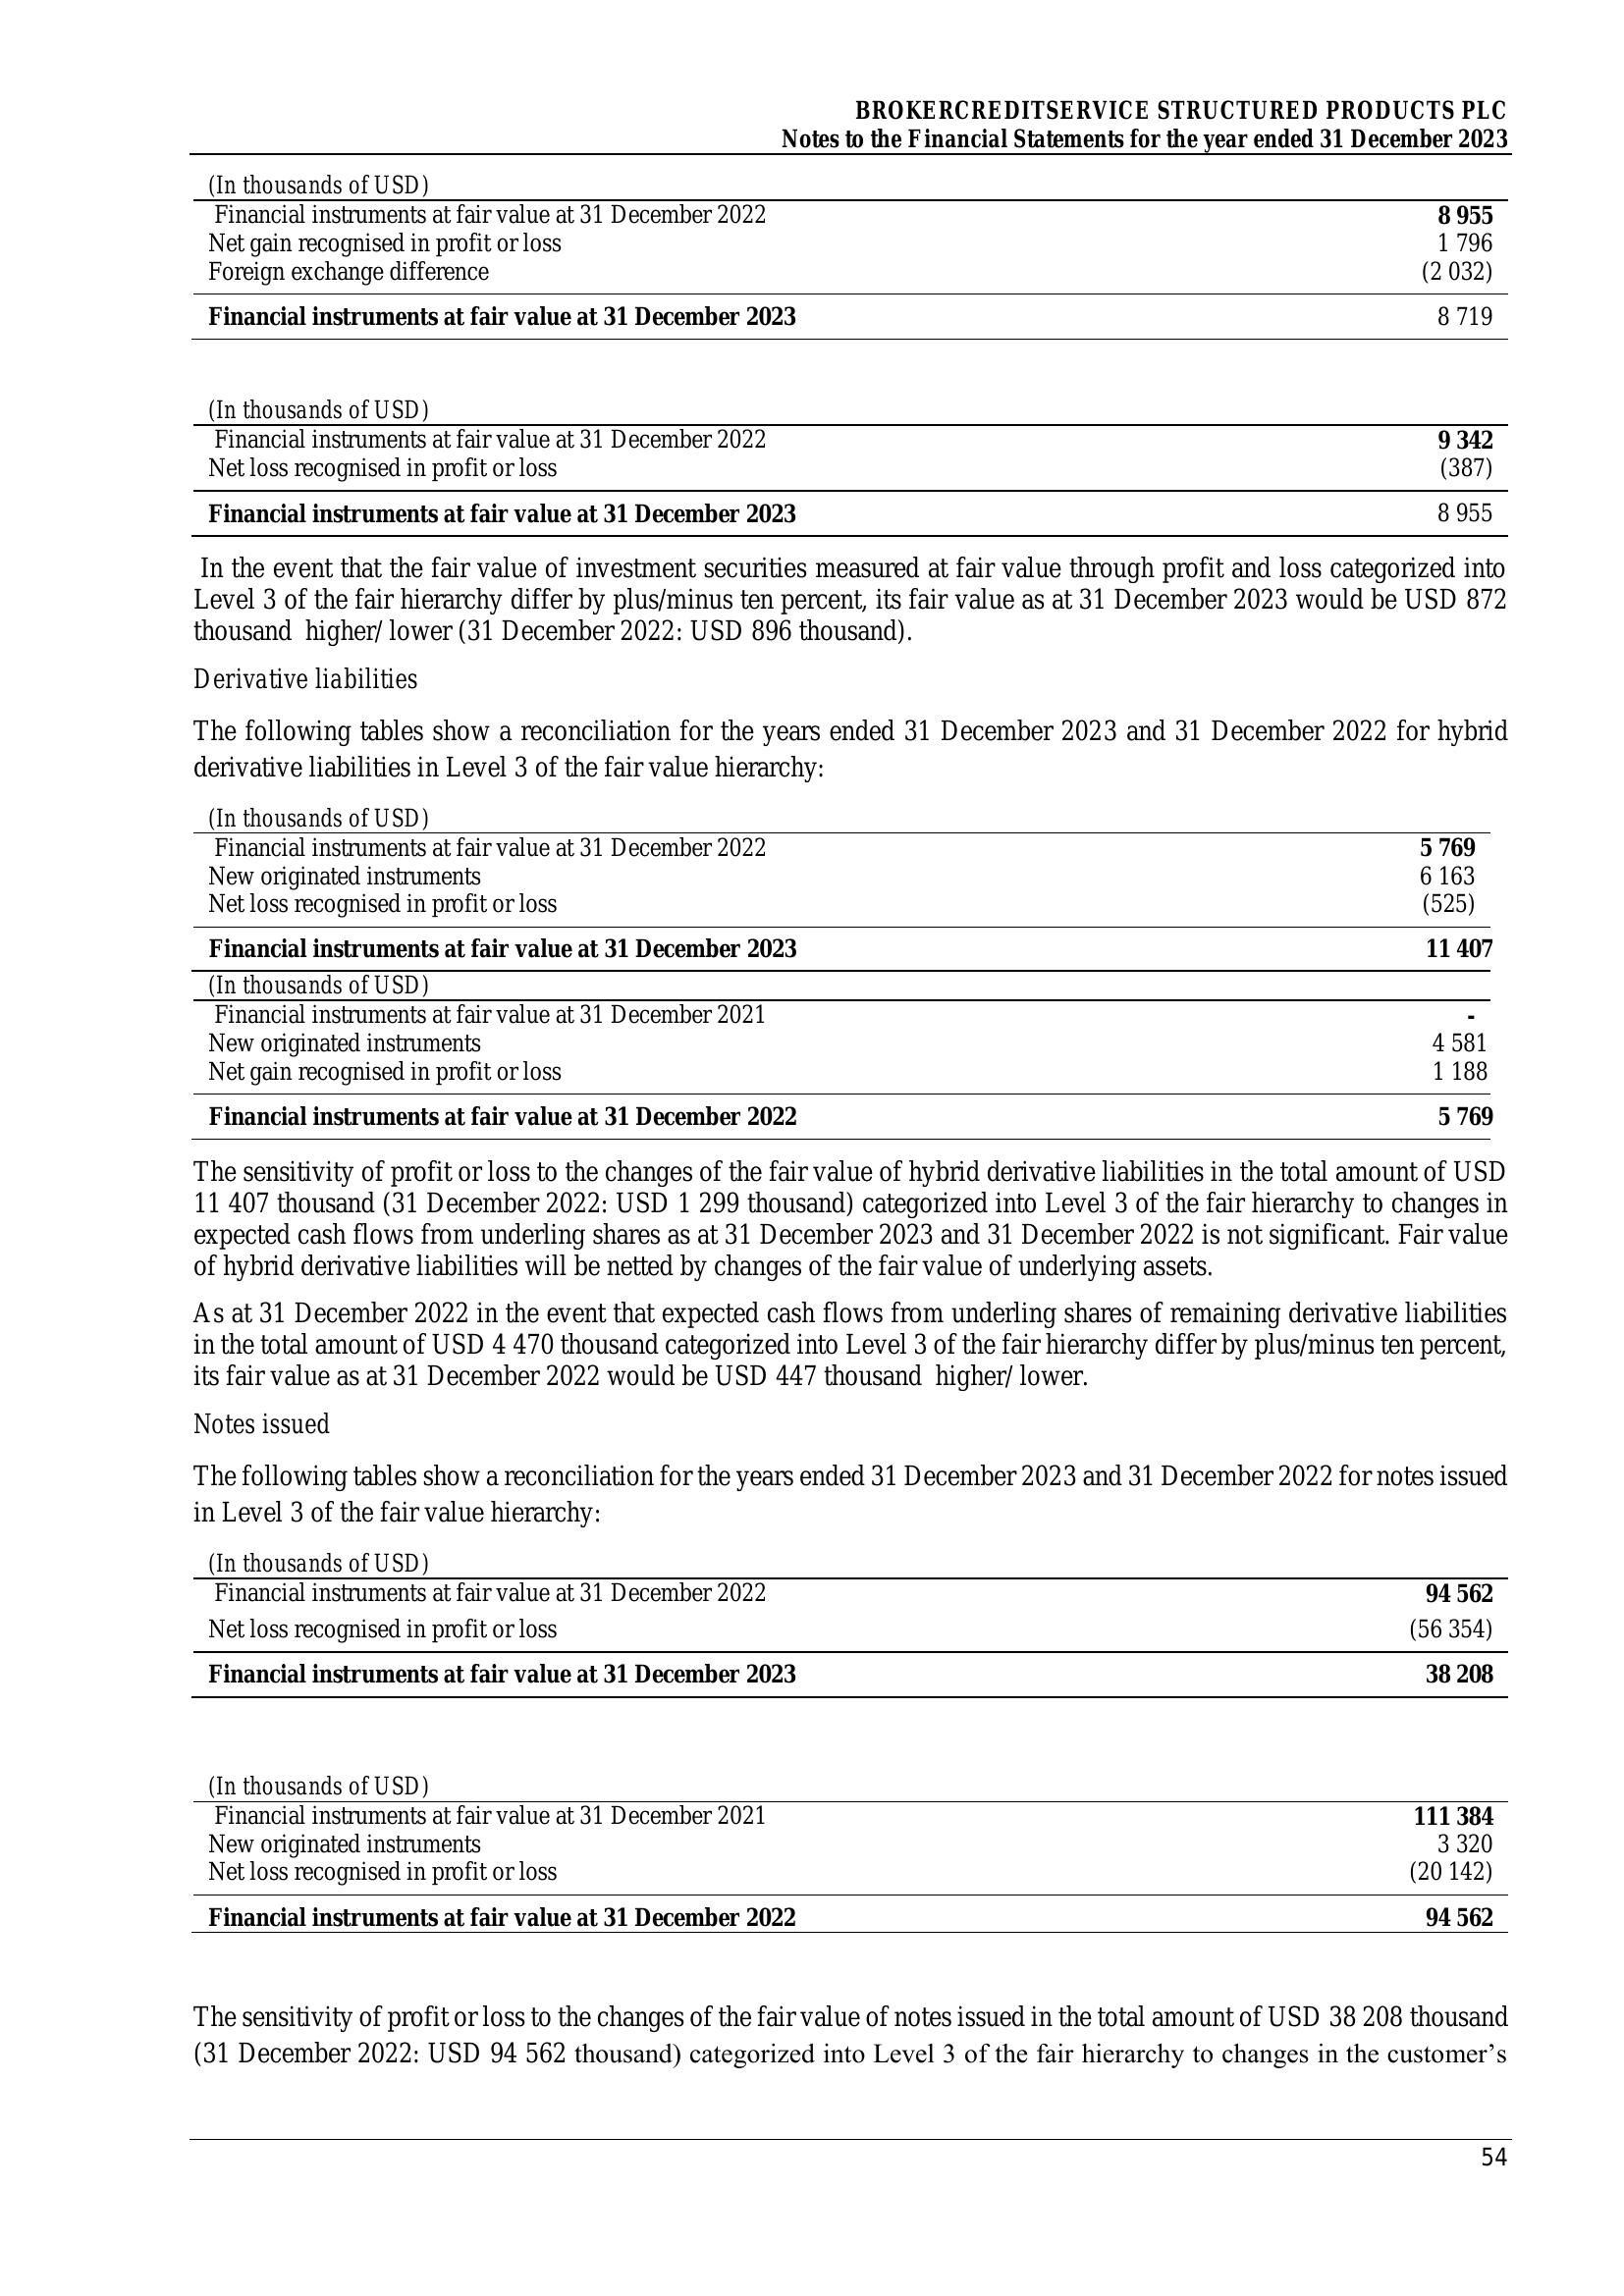 BROKERCREDITSERVICE STRUCTURED PRODUCTS PLC
Notes to the Financial Statements for the year ended 31 December 2023
(In thousands of USD)
Financial instruments at fair value at 31 December 2022 8 955
Net gain recognised in profit or loss 1 796
Foreign exchange difference (2 032)
Financial instruments at fair value at 31 December 2023 8 719
(In thousands of USD)
Financial instruments at fair value at 31 December 2022 9 342
Net loss recognised in profit or loss (387)
Financial instruments at fair value at 31 December 2023 8 955
In the event that the fair value of investment securities measured at fair value through profit and loss categorized into
Level 3 of the fair hierarchy differ by plus/minus ten percent, its fair value as at 31 December 2023 would be USD 872
thousand higher/ lower (31 December 2022: USD 896 thousand).
Derivative liabilities
The following tables show a reconciliation for the years ended 31 December 2023 and 31 December 2022 for hybrid
derivative liabilities in Level 3 of the fair value hierarchy:
(In thousands of USD)
Financial instruments at fair value at 31 December 2022 5 769
New originated instruments 6 163
Net loss recognised in profit or loss (525)
Financial instruments at fair value at 31 December 2023 11 407
(In thousands of USD)
Financial instruments at fair value at 31 December 2021 -
New originated instruments 4 581
Net gain recognised in profit or loss 1 188
Financial instruments at fair value at 31 December 2022 5 769
The sensitivity of profit or loss to the changes of the fair value of hybrid derivative liabilities in the total amount of USD
11 407 thousand (31 December 2022: USD 1 299 thousand) categorized into Level 3 of the fair hierarchy to changes in
expected cash flows from underling shares as at 31 December 2023 and 31 December 2022 is not significant. Fair value
of hybrid derivative liabilities will be netted by changes of the fair value of underlying assets.
As at 31 December 2022 in the event that expected cash flows from underling shares of remaining derivative liabilities
in the total amount of USD 4 470 thousand categorized into Level 3 of the fair hierarchy differ by plus/minus ten percent,
its fair value as at 31 December 2022 would be USD 447 thousand higher/ lower.
Notes issued
The following tables show a reconciliation for the years ended 31 December 2023 and 31 December 2022 for notes issued
in Level 3 of the fair value hierarchy:
(In thousands of USD)
Financial instruments at fair value at 31 December 2022 94 562
Net loss recognised in profit or loss (56 354)
Financial instruments at fair value at 31 December 2023 38 208
(In thousands of USD)
Financial instruments at fair value at 31 December 2021 111 384
New originated instruments 3 320
Net loss recognised in profit or loss (20 142)
Financial instruments at fair value at 31 December 2022 94 562
The sensitivity of profit or loss to the changes of the fair value of notes issued in the total amount of USD 38 208 thousand
(31 December 2022: USD 94 562 thousand) categorized into Level 3 of the fair hierarchy to changes in the customer’s
54